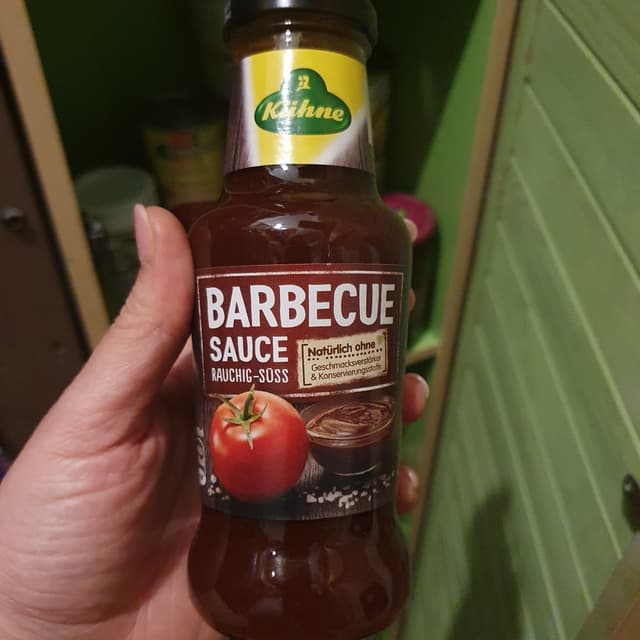 Kühne
BARBECUE
SAUCE
RAUCHIG-SÜSS
Natürlich ohne
Geschmacksverstärker
& Konservierungsstoffe